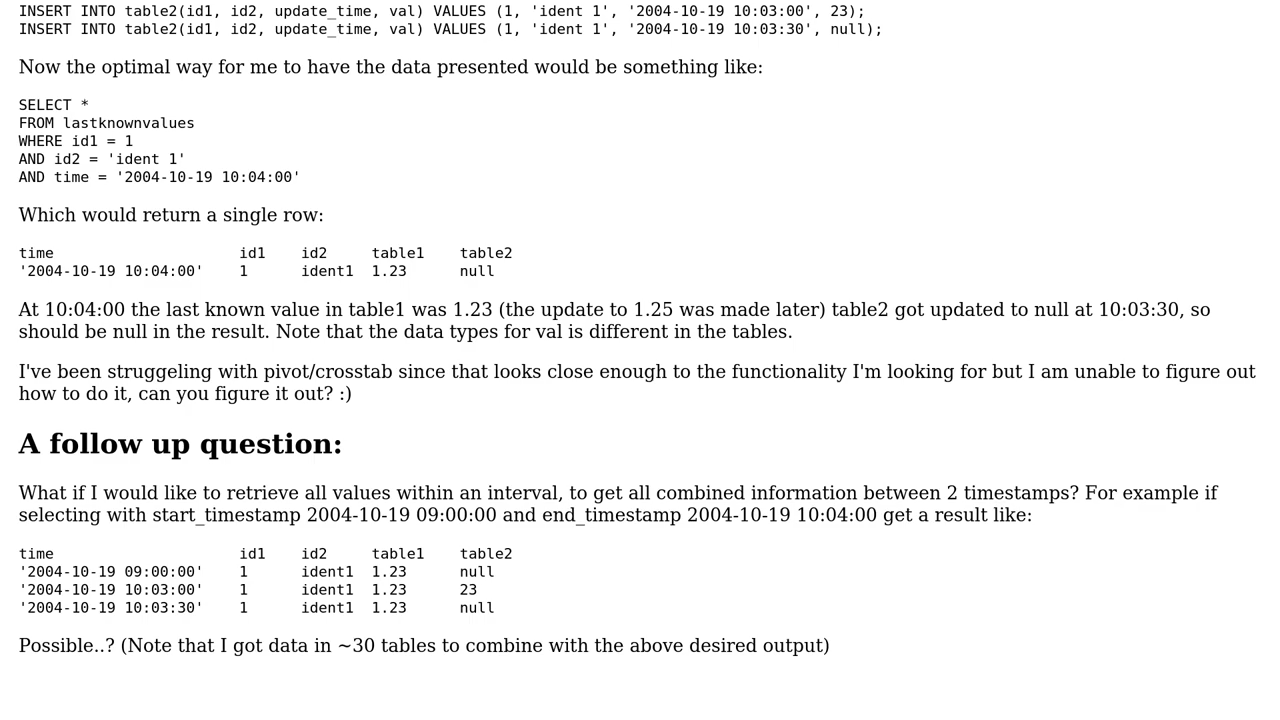 INSERT INTO table2(id1, id2, update_time, val) VALUES (1, 'ident 1', '2004-10-19 10:03:00', 23);
INSERT INTO table2(id1, id2, update_time, val) VALUES (1, 'ident 1', '2004-10-19 10:03:30', null);
Now the optimal way for me to have the data presented would be something like:
SELECT *
FROM lastknownvalues
WHERE id1 = 1
AND id2 = 'ident 1'
AND time = '2004-10-19 10:04:00'
Which would return a single row:
time                     id1    id2     table1    table2
'2004-10-19 10:04:00'    1      ident1  1.23      null
At 10:04:00 the last known value in table1 was 1.23 (the update to 1.25 was made later) table2 got updated to null at 10:03:30, so
should be null in the result. Note that the data types for val is different in the tables.
I've been struggeling with pivot/crosstab since that looks close enough to the functionality I'm looking for but I am unable to figure out
how to do it, can you figure it out? :)
A follow up question:
What if I would like to retrieve all values within an interval, to get all combined information between 2 timestamps? For example if
selecting with start_timestamp 2004-10-19 09:00:00 and end_timestamp 2004-10-19 10:04:00 get a result like:
time                     id1    id2     table1    table2
'2004-10-19 09:00:00'    1      ident1  1.23      null
'2004-10-19 10:03:00'    1      ident1  1.23      23
'2004-10-19 10:03:30'    1      ident1  1.23      null
Possible..? (Note that I got data in ~30 tables to combine with the above desired output)